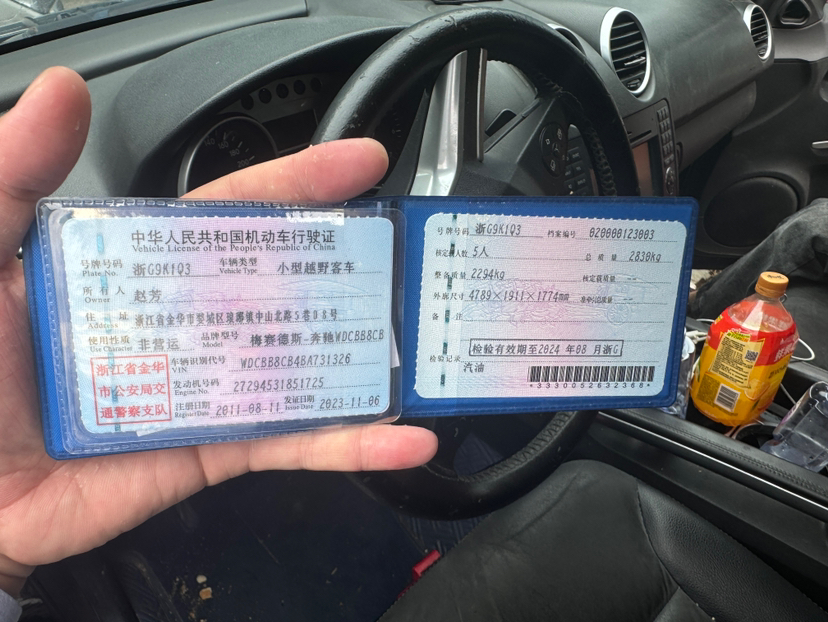 中华人民共和国机动车行驶证
Vehicle License of the People's Republic of China
号牌号码 浙G9K1Q3 车辆类型 小型越野客车
Plate No. Vehicle Type
所有人 赵芳
Owner
住址 浙江省金华市婺城区琅琊镇中山北路5巷08号
Address
使用性质 非营运 品牌型号 梅赛德斯-奔驰WDCBB8CB
Use Character Model
浙江省金华
市公安局交
通警察支队
车辆识别代号 WDCBB8CB4BA731326
VIN
发动机号码 27294531851725
Engine No.
注册日期 2011-08-11 发证日期 2023-11-06
Register Date Issue Date
号牌号码 浙G9K1Q3 档案编号 020000123003
核定载人数 5人 总质量 2830kg
整备质量 2294kg 核定载质量 --
外廓尺寸 4789×1911×1774mm 准牵引总质量 --
备注
检验记录 检验有效期至2024年08月浙G
汽油
*3330052632368*